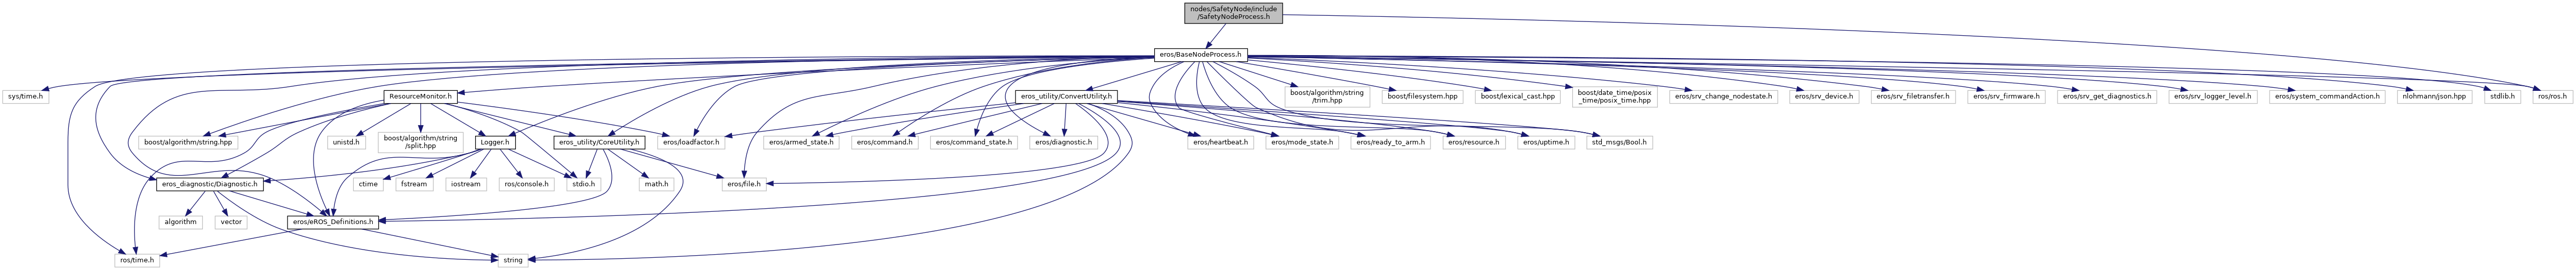 nodes/SafetyNode/include
/SafetyNodeProcess.h
eros/BaseNodeProcess.h
sys/time.h
ResourceMonitor.h
eros_utility/ConvertUtility.h
boost/algorithm/string
/trim.hpp
boost/filesystem.hpp
boost/lexical_cast.hpp
boost/date_time/posix
_time/posix_time.hpp
eros/srv_change_nodestate.h
eros/srv_device.h
eros/srv_filetransfer.h
eros/srv_firmware.h
eros/srv_get_diagnostics.h
eros/srv_logger_level.h
eros/system_commandAction.h
nlohmann/json.hpp
stdlib.h
ros/ros.h
boost/algorithm/string.hpp
unistd.h
boost/algorithm/string
/split.hpp
Logger.h
eros_utility/CoreUtility.h
eros/loadfactor.h
eros/armed_state.h
eros/command.h
eros/command_state.h
eros/diagnostic.h
eros/heartbeat.h
eros/mode_state.h
eros/ready_to_arm.h
eros/resource.h
eros/uptime.h
std_msgs/Bool.h
eros_diagnostic/Diagnostic.h
ctime
fstream
iostream
ros/console.h
stdio.h
math.h
eros/file.h
algorithm
vector
eros/eROS_Definitions.h
ros/time.h
string